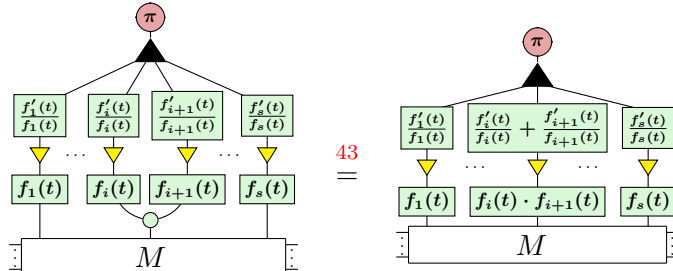 π
π
f′₁(t)/f₁(t) f′ᵢ(t)/fᵢ(t) f′ᵢ₊₁(t)/fᵢ₊₁(t) f′ₛ(t)/fₛ(t)
f′₁(t)/f₁(t) f′ᵢ(t)/fᵢ(t) + f′ᵢ₊₁(t)/fᵢ₊₁(t) f′ₛ(t)/fₛ(t)
... ...
43
=
... ...
f₁(t) fᵢ(t) fᵢ₊₁(t) fₛ(t)
f₁(t) fᵢ(t) · fᵢ₊₁(t) fₛ(t)
⋮ M ⋮
⋮ M ⋮